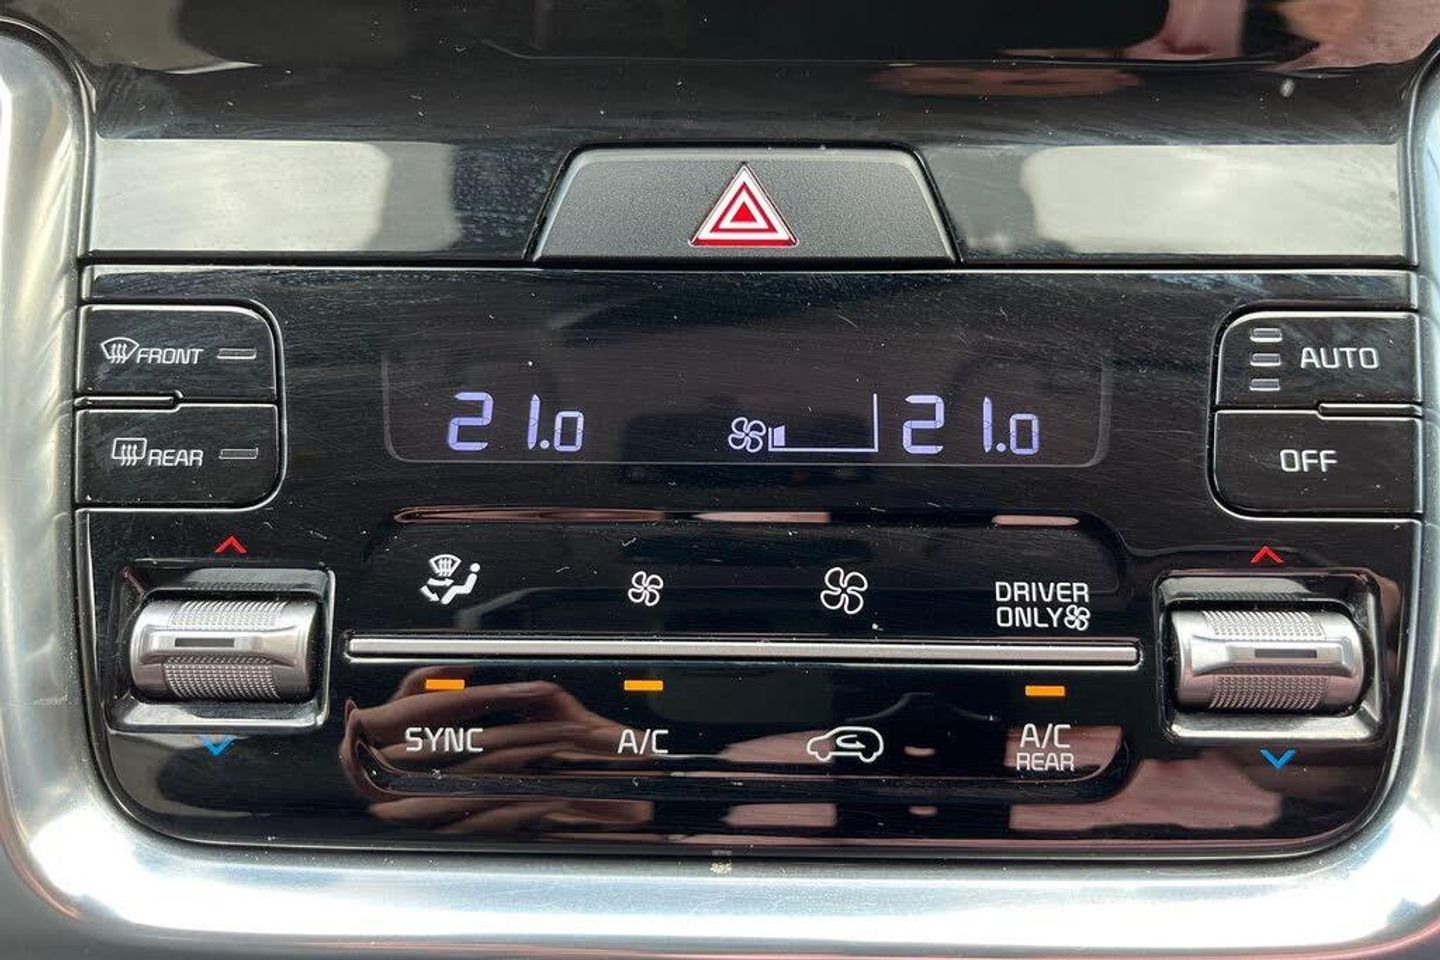 FRONT
AUTO
21.0 21.0
REAR
OFF
DRIVER
ONLY
SYNC
A/C
A/C
REAR